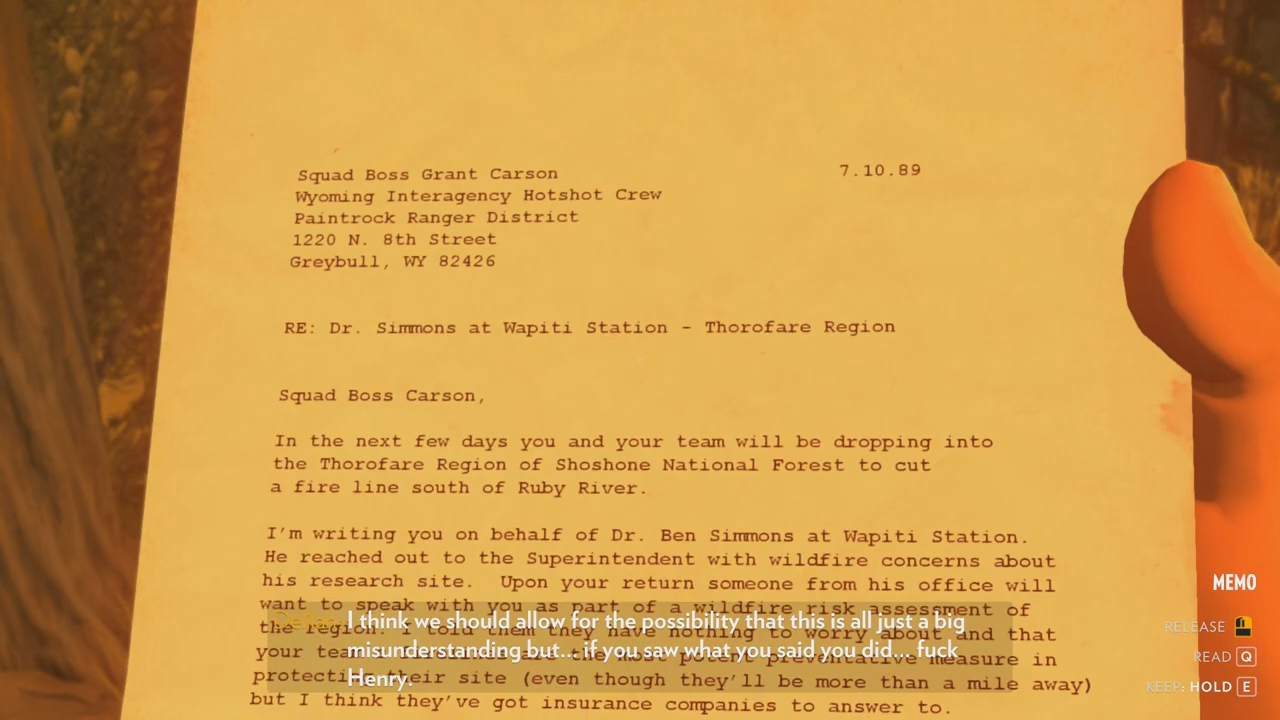 Squad Boss Grant Carson
7.10.89
Wyoming Interagency Hotshot Crew
Paintrock Ranger District
1220 N. 8th Street
Greybull, WY 82426
RE: Dr. Simmons at Wapiti Station - Thorofare Region
Squad Boss Carson,
In the next few days you and your team will be dropping into
the Thorofare Region of Shoshone National Forest to cut
a fire line south of Ruby River.
I'm writing you on behalf of Dr. Ben Simmons at Wapiti Station.
He reached out to the Superintendent with wildfire concerns about
his research site. Upon your return someone from his office will
want to speak with you as part of a wildfire risk assessment of
the region. I told them they have nothing to worry about and that
your team are the most potent preventative measure in
protecting their site (even though they'll be more than a mile away)
but I think they've got insurance companies to answer to.
I think we should allow for the possibility that this is all just a big
misunderstanding but... if you saw what you said you did... fuck
Henry.
MEMO
RELEASE
READ Q
KEEP: HOLD E